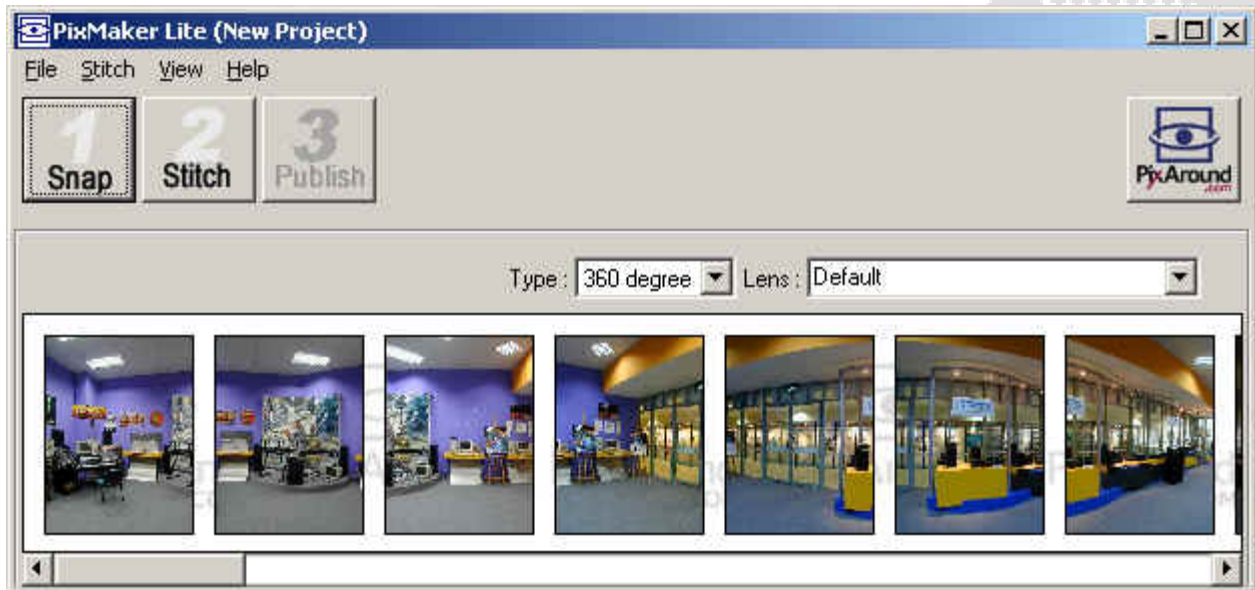 PixMaker Lite (New Project)
File Stitch View Help
1 Snap 2 Stitch 3 Publish
PixAround
.com
Type : 360 degree Lens : Default